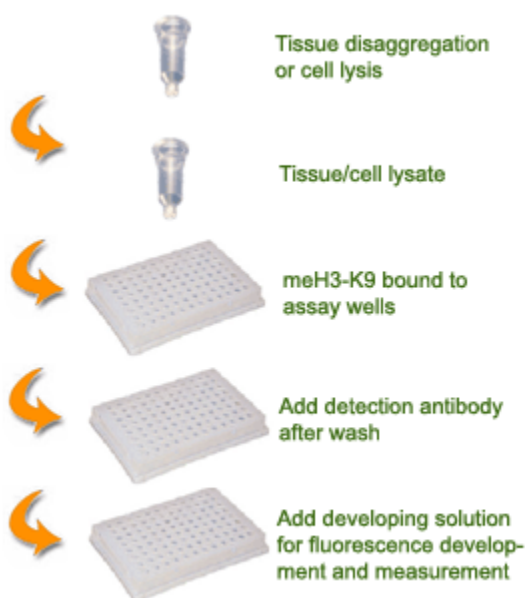 Tissue disaggregation
or cell lysis
Tissue/cell lysate
meH3-K9 bound to
assay wells
Add detection antibody
after wash
Add developing solution
for fluorescence develop-
ment and measurement